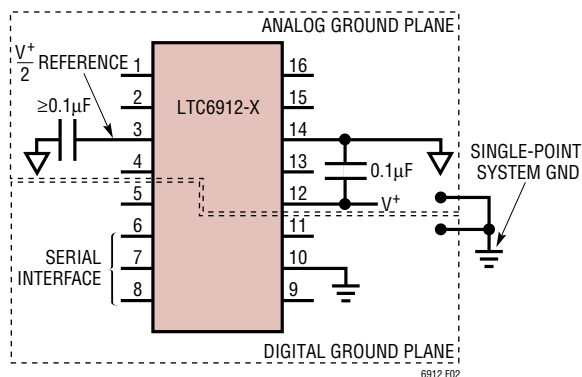 ANALOG GROUND PLANE
V+
2
REFERENCE
≥0.1µF
LTC6912-X
1
2
3
4
5
6
7
8
16
15
14
13
12
11
10
9
0.1µF
V+
SINGLE-POINT
SYSTEM GND
SERIAL
INTERFACE
DIGITAL GROUND PLANE
6912 F02